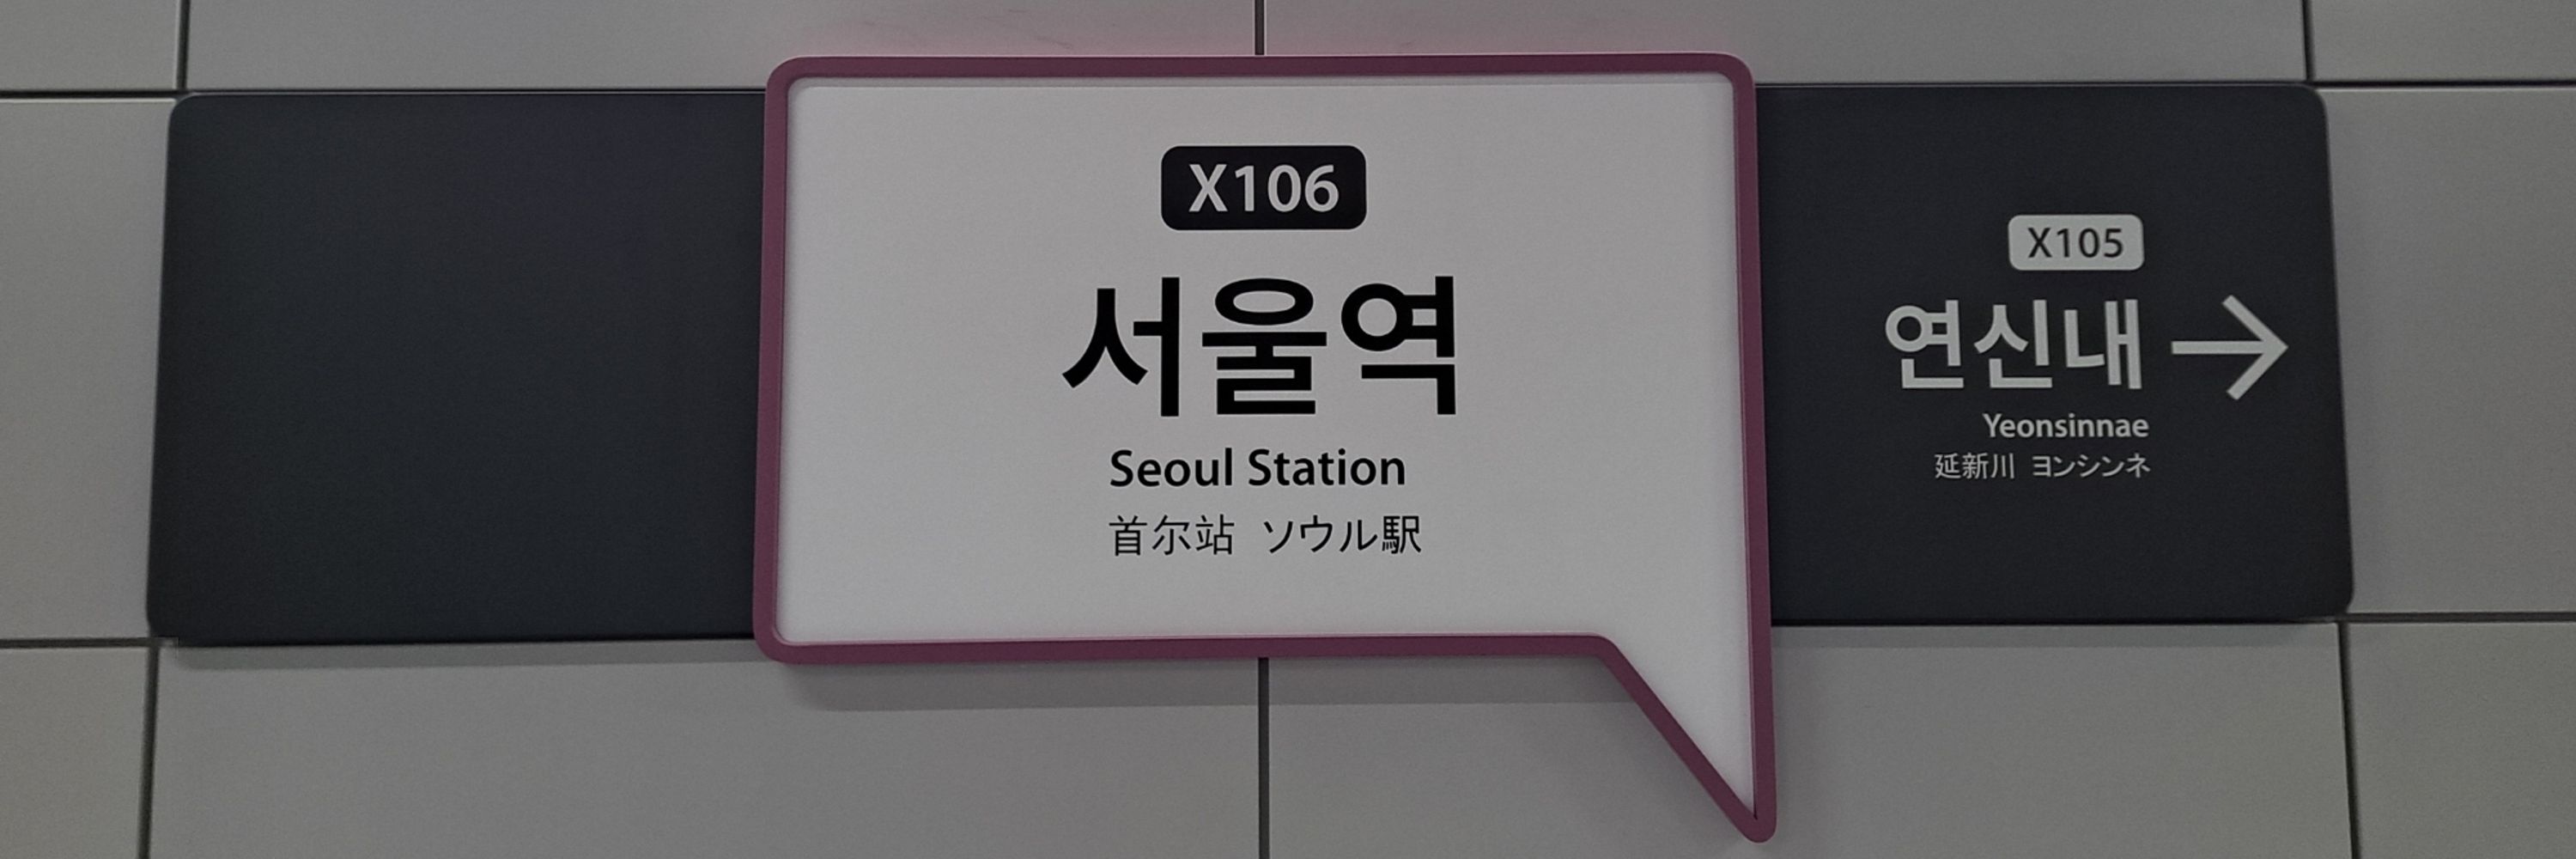 X106
서울역
Seoul Station
首尔站 ソウル駅
X105
연신내
Yeonsinnae
延新川 ヨンシンネ